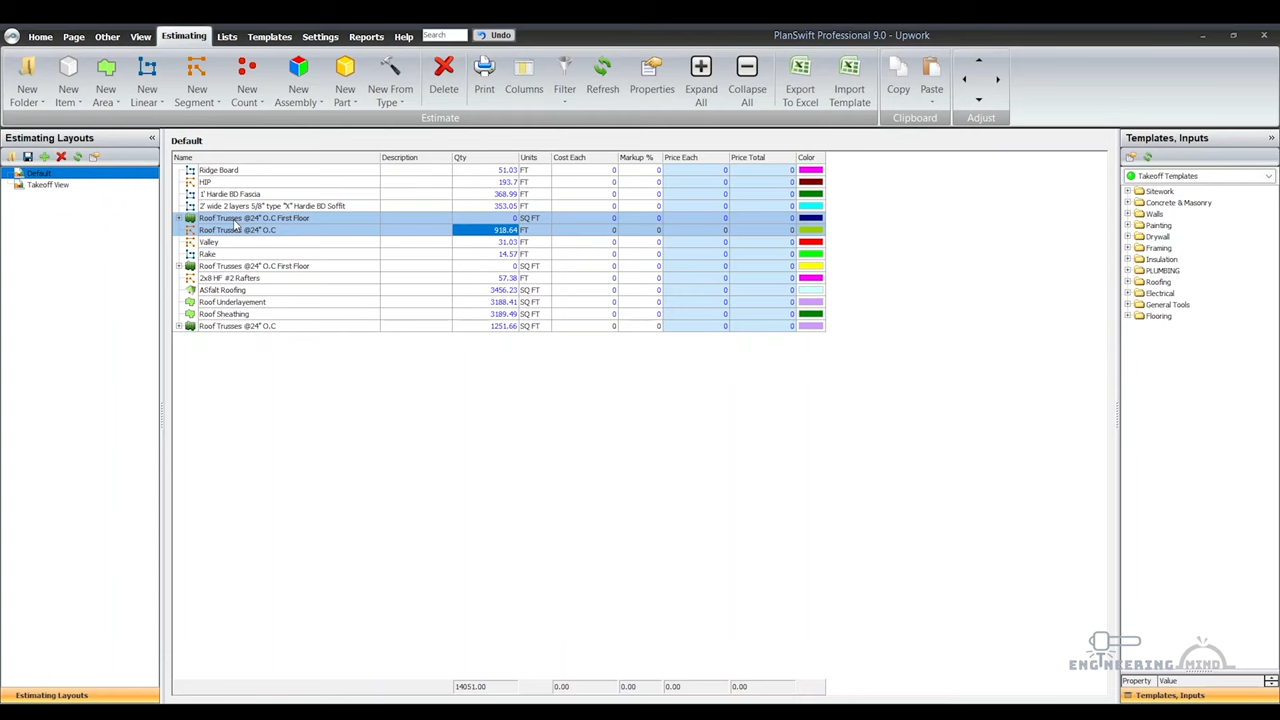 PlanSwift Professional 9.0 - Upwork
Home Page Other View Estimating Lists Templates Settings Reports Help Search Undo
New Folder New Item New Area New Linear New Segment New Count New Assembly New Part New From Type Delete Print Columns Filter Refresh Properties Expand All Collapse All Export To Excel Import Template Copy Paste
Estimate Clipboard Adjust
Estimating Layouts «
Default
Takeoff View
Default
Name Description Qty Units Cost Each Markup % Price Each Price Total Color
Ridge Board 51.03 FT 0 0 0 0
HIP 193.7 FT 0 0 0 0
1' Hardie BD Fascia 368.99 FT 0 0 0 0
2' wide 2 layers 5/8" type "X" Hardie BD Soffit 353.05 FT 0 0 0 0
Roof Trusses @24" O.C First Floor 0 SQ FT 0 0 0 0
Roof Trusses @24" O.C 918.64 FT 0 0 0 0
Valley 31.03 FT 0 0 0 0
Rake 14.57 FT 0 0 0 0
Roof Trusses @24" O.C First Floor 0 SQ FT 0 0 0 0
2x8 HF #2 Rafters 57.38 FT 0 0 0 0
ASfalt Roofing 3456.23 SQ FT 0 0 0 0
Roof Underlayement 3188.41 SQ FT 0 0 0 0
Roof Sheathing 3189.49 SQ FT 0 0 0 0
Roof Trusses @24" O.C 1251.66 SQ FT 0 0 0 0
14051.00 0.00 0.00 0.00 0.00
Estimating Layouts
Templates, Inputs »
Takeoff Templates
Sitework
Concrete & Masonry
Walls
Painting
Drywall
Framing
Insulation
PLUMBING
Roofing
Electrical
General Tools
Flooring
ENGINEERING MIND
Property Value
Templates, Inputs